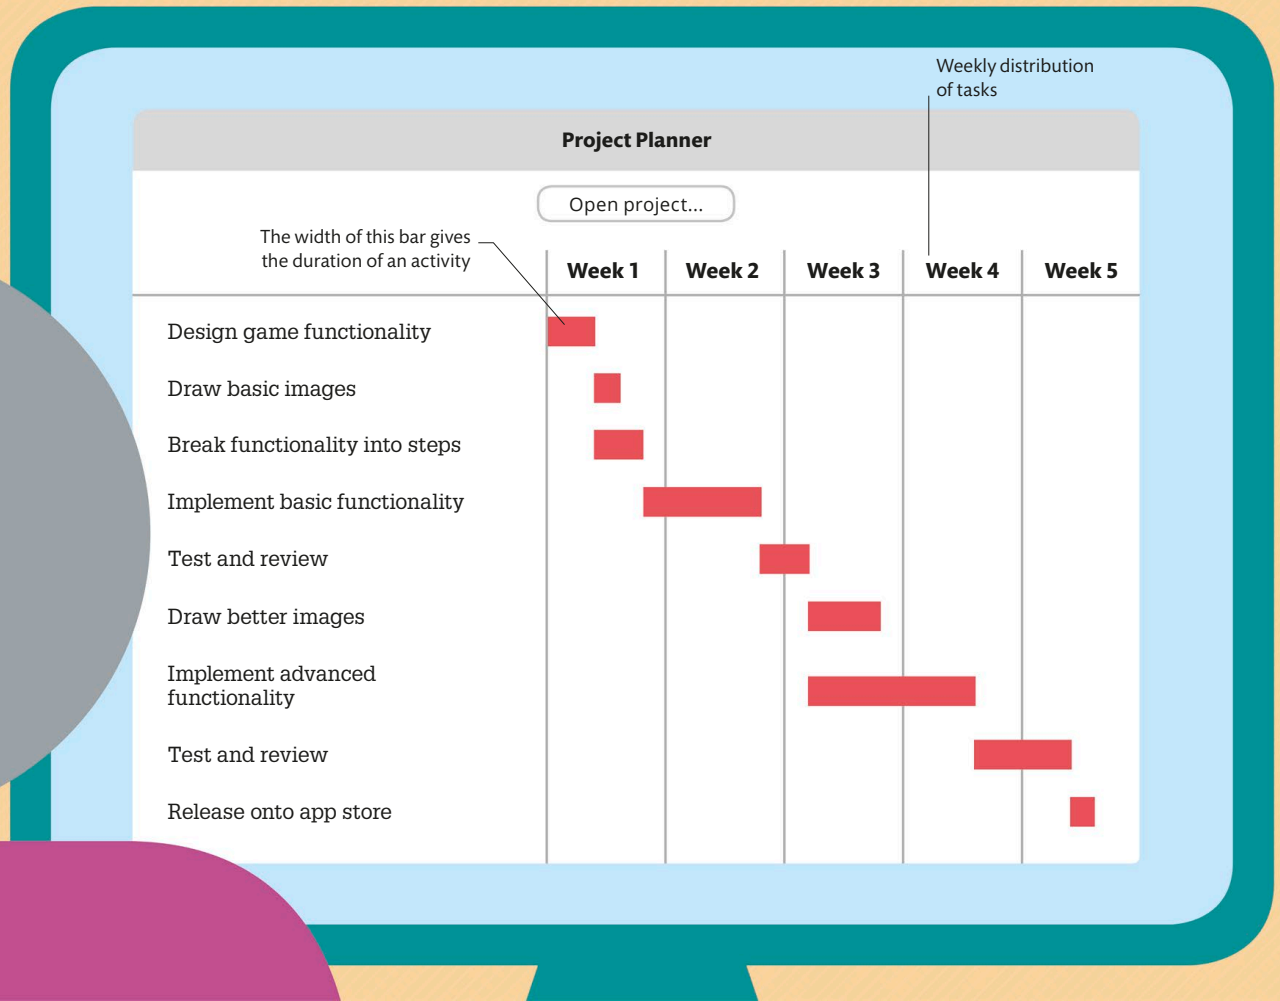 Weekly distribution
of tasks
Project Planner
Open project...
The width of this bar gives
the duration of an activity
Week 1 Week 2 Week 3 Week 4 Week 5
Design game functionality
Draw basic images
Break functionality into steps
Implement basic functionality
Test and review
Draw better images
Implement advanced
functionality
Test and review
Release onto app store